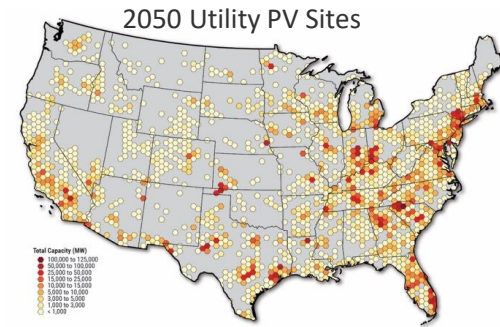 2050 Utility PV Sites
Total Capacity (MW)
100,000 to 125,000
50,000 to 100,000
25,000 to 50,000
15,000 to 25,000
10,000 to 15,000
5,000 to 10,000
3,000 to 5,000
1,000 to 3,000
< 1,000